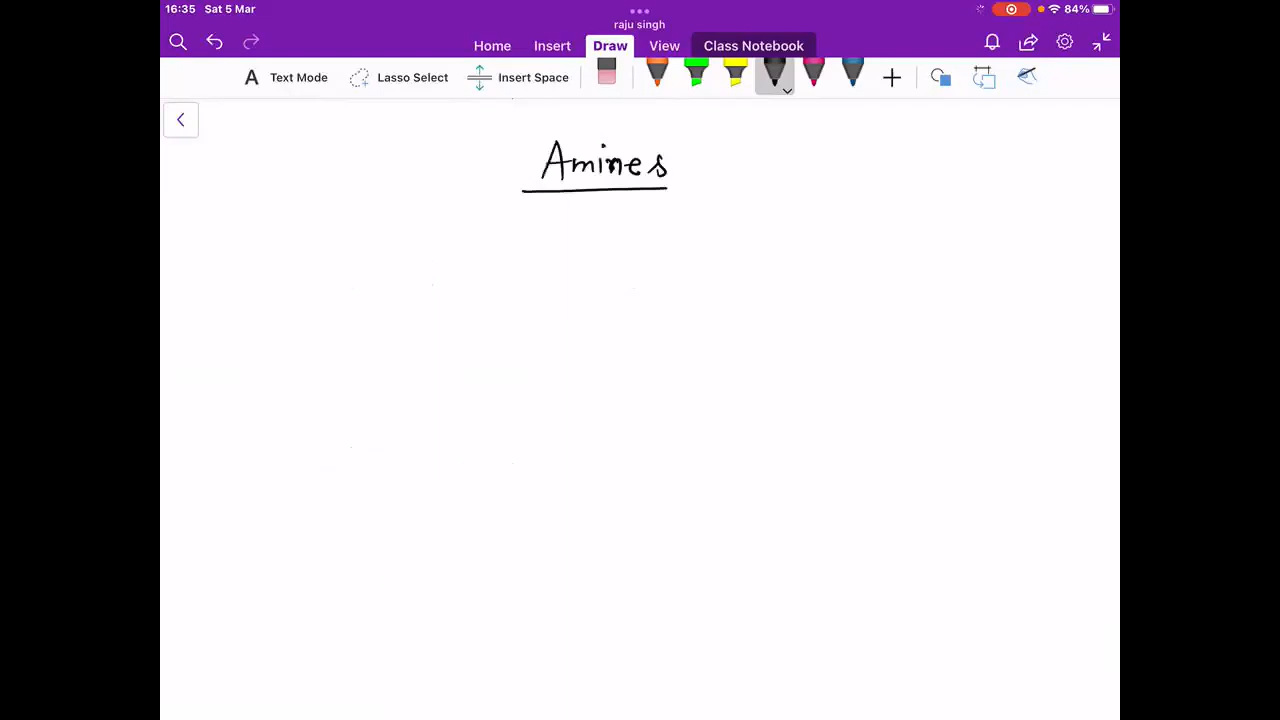 16:35 Sat 5 Mar 84%
raju singh
Home Insert Draw View Class Notebook
A Text Mode Lasso Select Insert Space
Amines